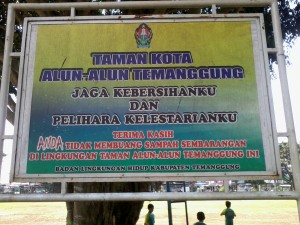 TAMAN KOTA
ALUN-ALUN TEMANGGUNG
JAGA KEBERSIHANKU
DAN
PELIHARA KELESTARIANKU
TERIMA KASIH
ANDA TIDAK MEMBUANG SAMPAH SEMBARANGAN
DI LINGKUNGAN TAMAN ALUN-ALUN TEMANGGUNG INI
BADAN LINGKUNGAN HIDUP KABUPATEN TEMANGGUNG